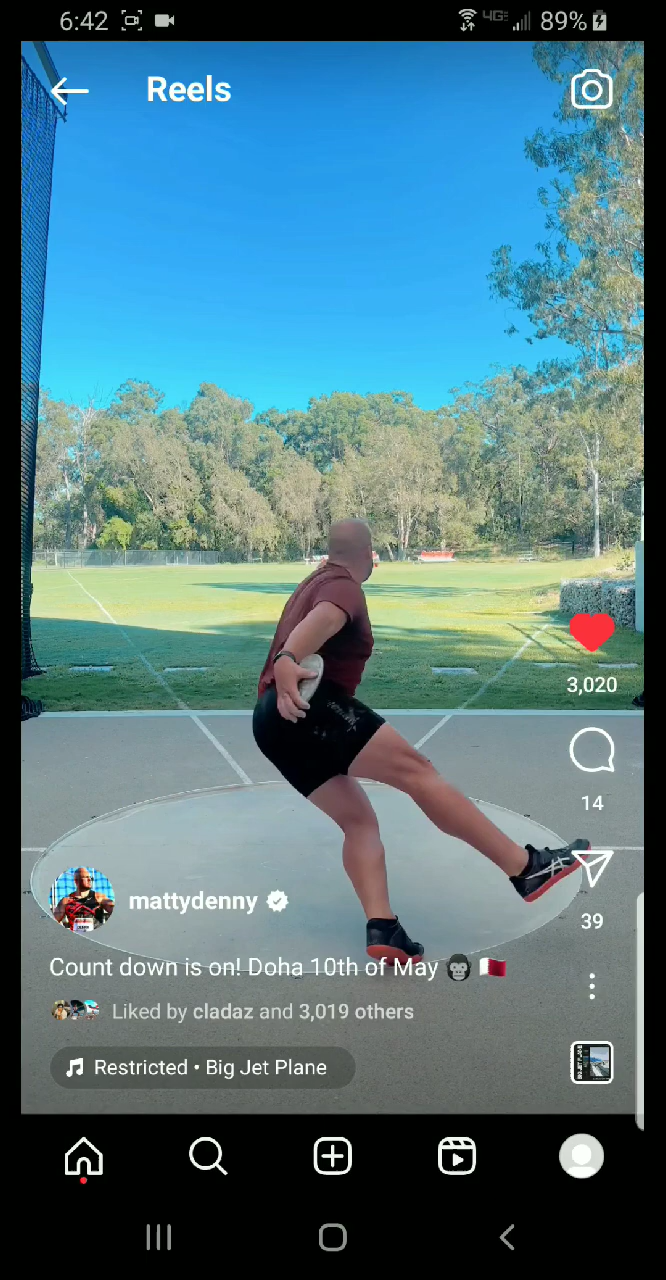 6:42 4GE 89%
Reels
3,020
14
mattydenny
39
Count down is on! Doha 10th of May 🦍 🇶🇦
Liked by cladaz and 3,019 others
Restricted • Big Jet Plane